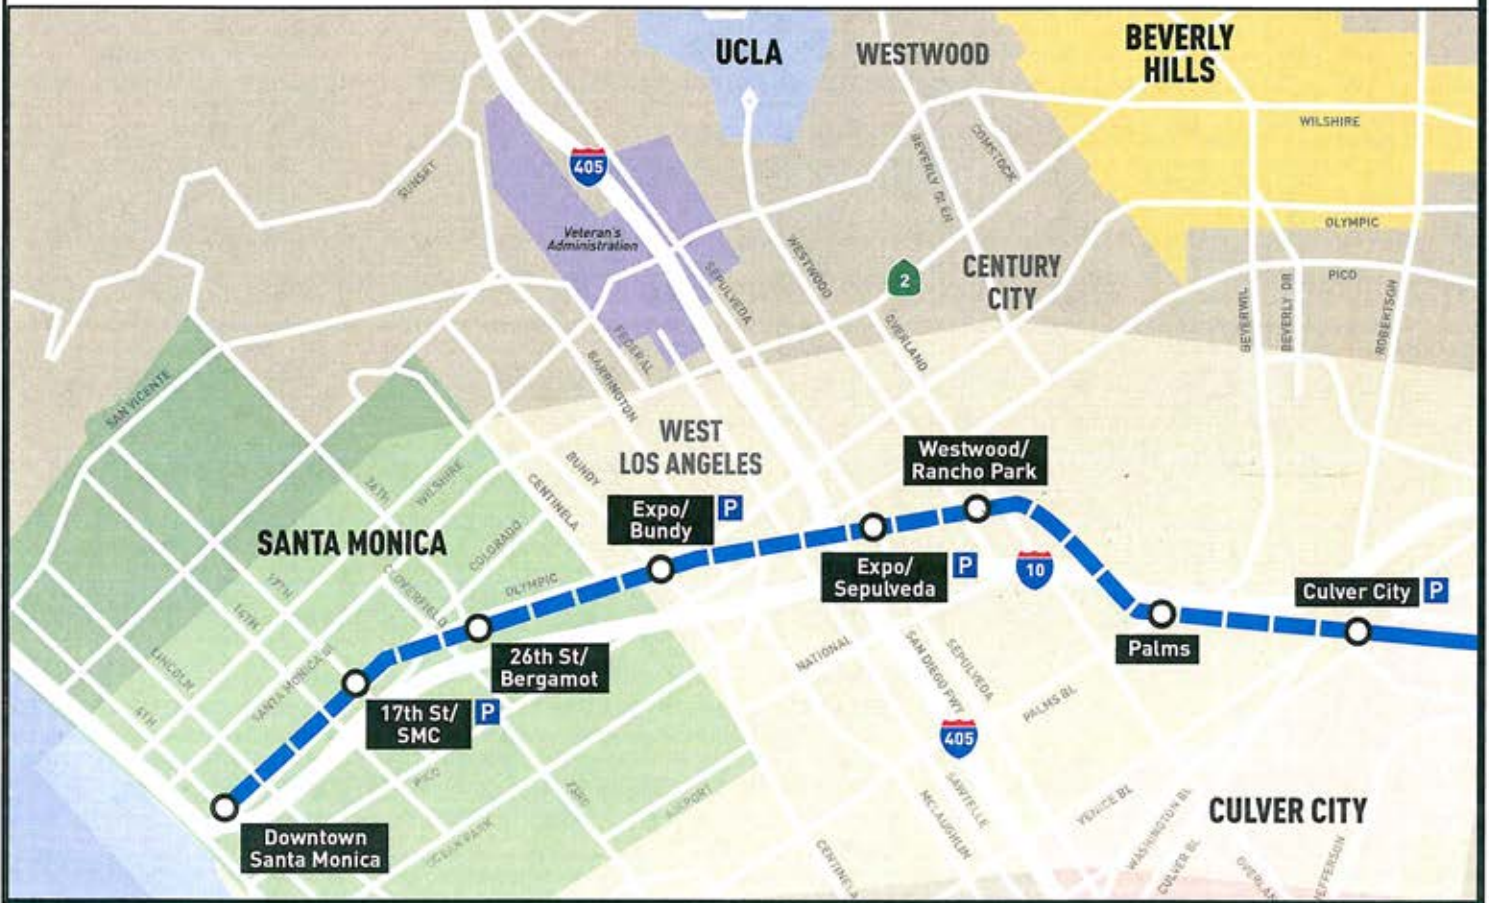 UCLA
WESTWOOD
BEVERLY
HILLS
WILSHIRE
405
SUNSET
BEVERLY GLEN
COMSTOCK
Veteran's
Administration
OLYMPIC
SEPULVEDA
WESTWOOD
2
CENTURY
CITY
PICO
BEVERWIL
BEVERLY DR
ROBERTSON
FEDERAL
BARRINGTON
OVERLAND
SAN VICENTE
WEST
LOS ANGELES
BUNDY
CENTINELA
26TH
WILSHIRE
Westwood/
Rancho Park
Expo/
Bundy
P
SANTA MONICA
COLORADO
CLOVERFIELD
OLYMPIC
17TH
14TH
Expo/
Sepulveda
P
10
Culver City
P
Palms
26th St/
Bergamot
LINCOLN
SANTA MONICA BL
4TH
17th St/
SMC
P
NATIONAL
SAN DIEGO FWY
SEPULVEDA
PALMS BL
405
PICO
23RD
AIRPORT
OCEAN PARK
Downtown
Santa Monica
SAWTELLE
MCLAUGHLIN
CENTINELA
VENICE BL
WASHINGTON BL
CULVER BL
CULVER CITY
OVERLAN
JEFFERSON